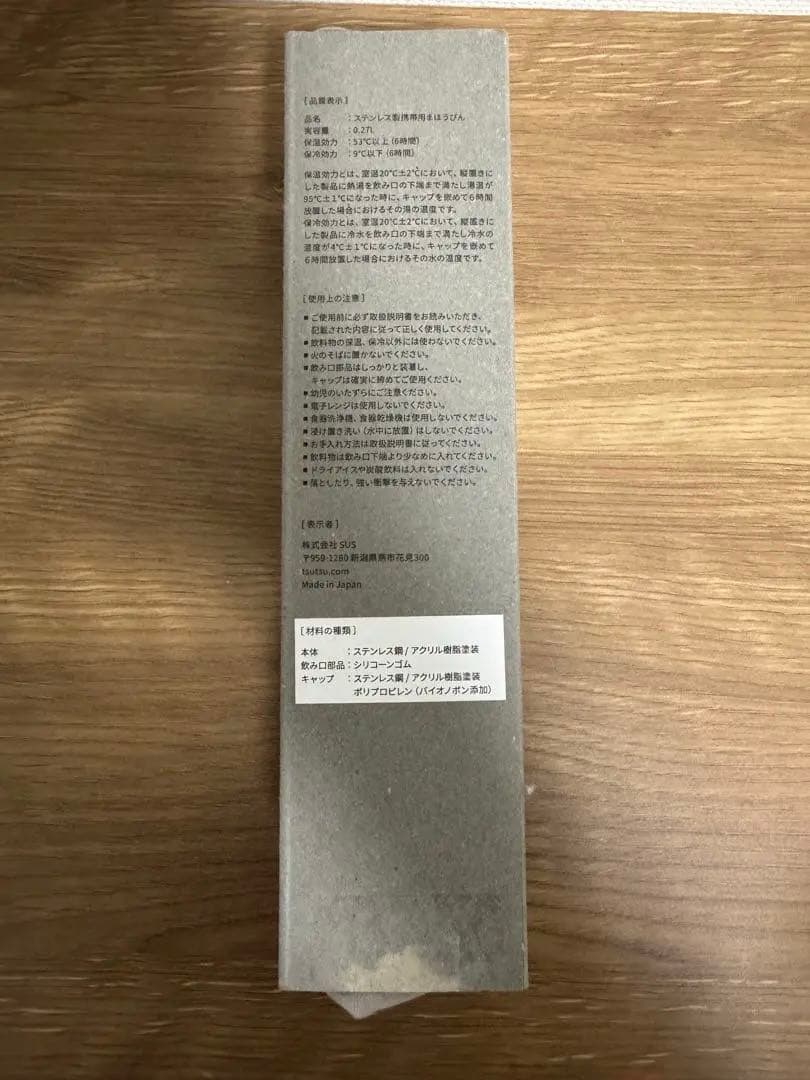 [品質表示]
品名　　：ステンレス製携帯用まほうびん
実容量　：0.27L
保温効力　：53℃以上(6時間)
保冷効力　：9℃以下(6時間)
保温効力とは、室温20℃±2℃において、縦置きに
した製品に熱湯を飲み口の下端まで満たし湯温が
95℃±1℃になった時に、キャップを嵌めて6時間
放置した場合におけるその湯の温度です。
保冷効力とは、室温20℃±2℃において、縦置きに
した製品に冷水を飲み口の下端まで満たし冷水の
温度が4℃±1℃になった時に、キャップを嵌めて
6時間放置した場合におけるその水の温度です。
[使用上の注意]
■ご使用前に必ず取扱説明書をお読みいただき、
記載された内容に従って正しく使用してください。
■飲料物の保温、保冷以外には使わないでください。
■火のそばに置かないでください。
■飲み口部品はしっかりと装着し、
キャップは確実に締めてご使用ください。
■幼児のいたずらにご注意ください。
■電子レンジは使用しないでください。
■食器洗浄機、食器乾燥機は使用しないでください。
■浸け置き洗い(水中に放置)はしないでください。
■お手入れ方法は取扱説明書に従ってください。
■飲料物は飲み口下端より少なめに入れてください。
■ドライアイスや炭酸飲料は入れないでください。
■落としたり、強い衝撃を与えないでください。
[表示者]
株式会社 SUS
〒959-1280 新潟県燕市花見300
tsutsu.com
Made in Japan
[材料の種類]
本体　　：ステンレス鋼 / アクリル樹脂塗装
飲み口部品：シリコーンゴム
キャップ　：ステンレス鋼 / アクリル樹脂塗装
ポリプロピレン(バイオノボン添加)